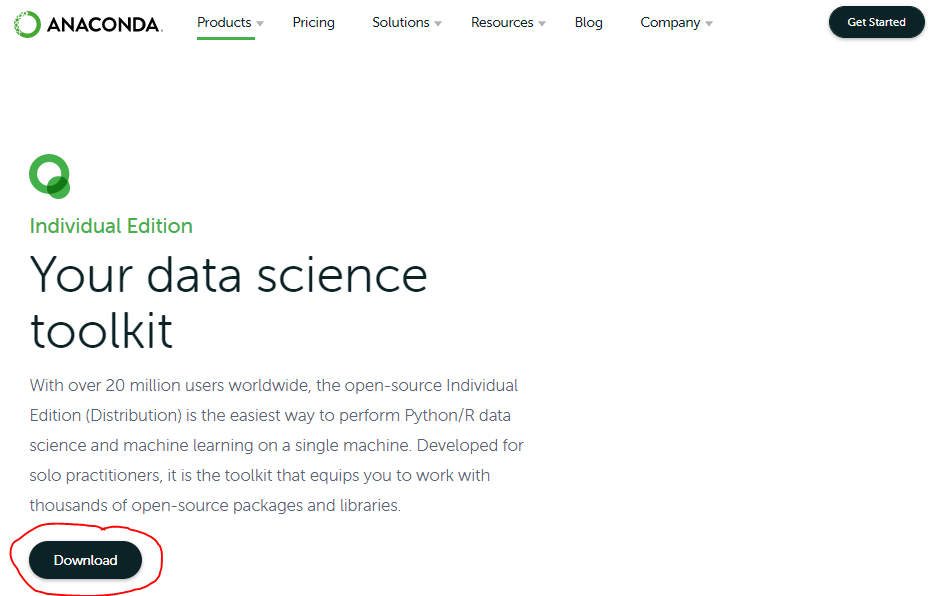 ANACONDA.
Products
Pricing
Solutions
Resources
Blog
Company
Get Started
Individual Edition
Your data science
toolkit
With over 20 million users worldwide, the open-source Individual
Edition (Distribution) is the easiest way to perform Python/R data
science and machine learning on a single machine. Developed for
solo practitioners, it is the toolkit that equips you to work with
thousands of open-source packages and libraries.
Download